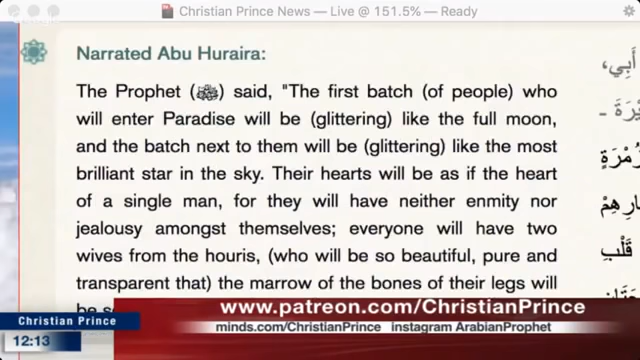 Christian Prince News — Live @ 151.5% — Ready
Narrated Abu Huraira:
The Prophet (ﷺ) said, "The first batch (of people) who
will enter Paradise will be (glittering) like the full moon,
and the batch next to them will be (glittering) like the most
brilliant star in the sky. Their hearts will be as if the heart
of a single man, for they will have neither enmity nor
jealousy amongst themselves; everyone will have two
wives from the houris, (who will be so beautiful, pure and
transparent that) the marrow of the bones of their legs will
be
أَبِي،
قَلْبِ
www.patreon.com/ChristianPrince
minds.com/ChristianPrince instagram ArabianProphet
Christian Prince
12:13